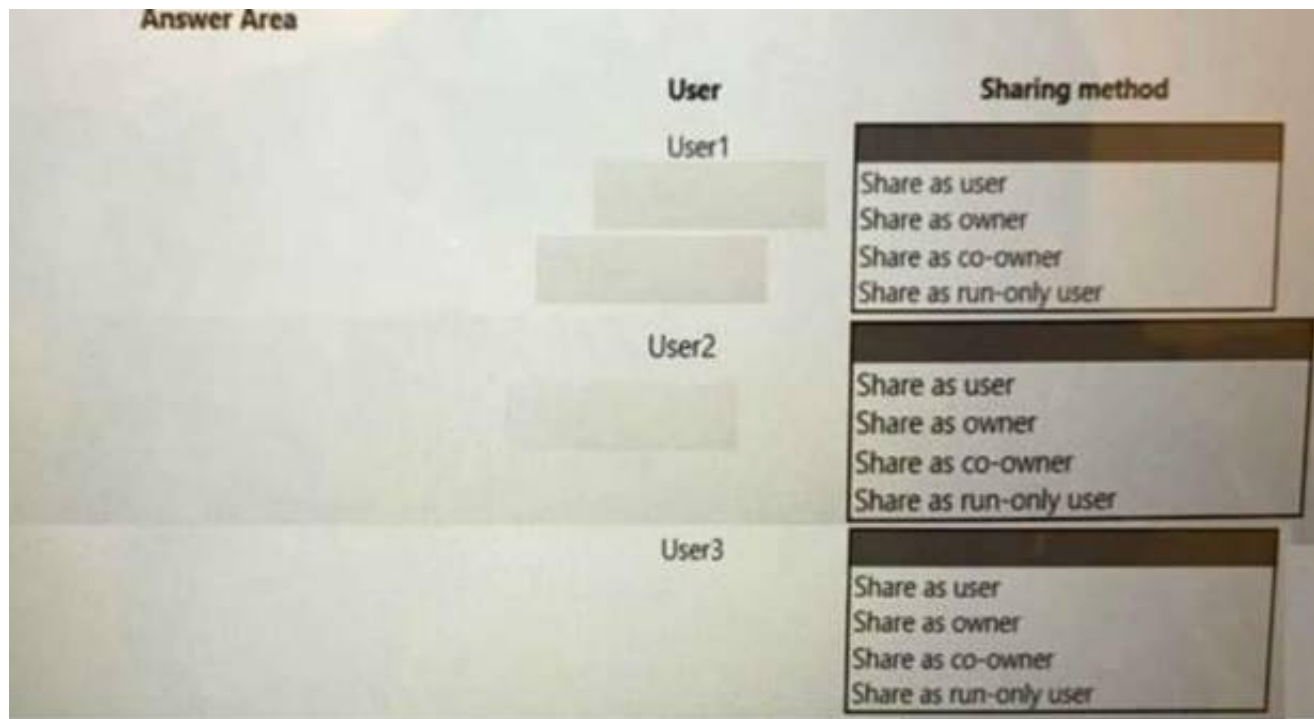 Answer Area
User
Sharing method
User1
Share as user
Share as owner
Share as co-owner
Share as run-only user
User2
Share as user
Share as owner
Share as co-owner
Share as run-only user
User3
Share as user
Share as owner
Share as co-owner
Share as run-only user